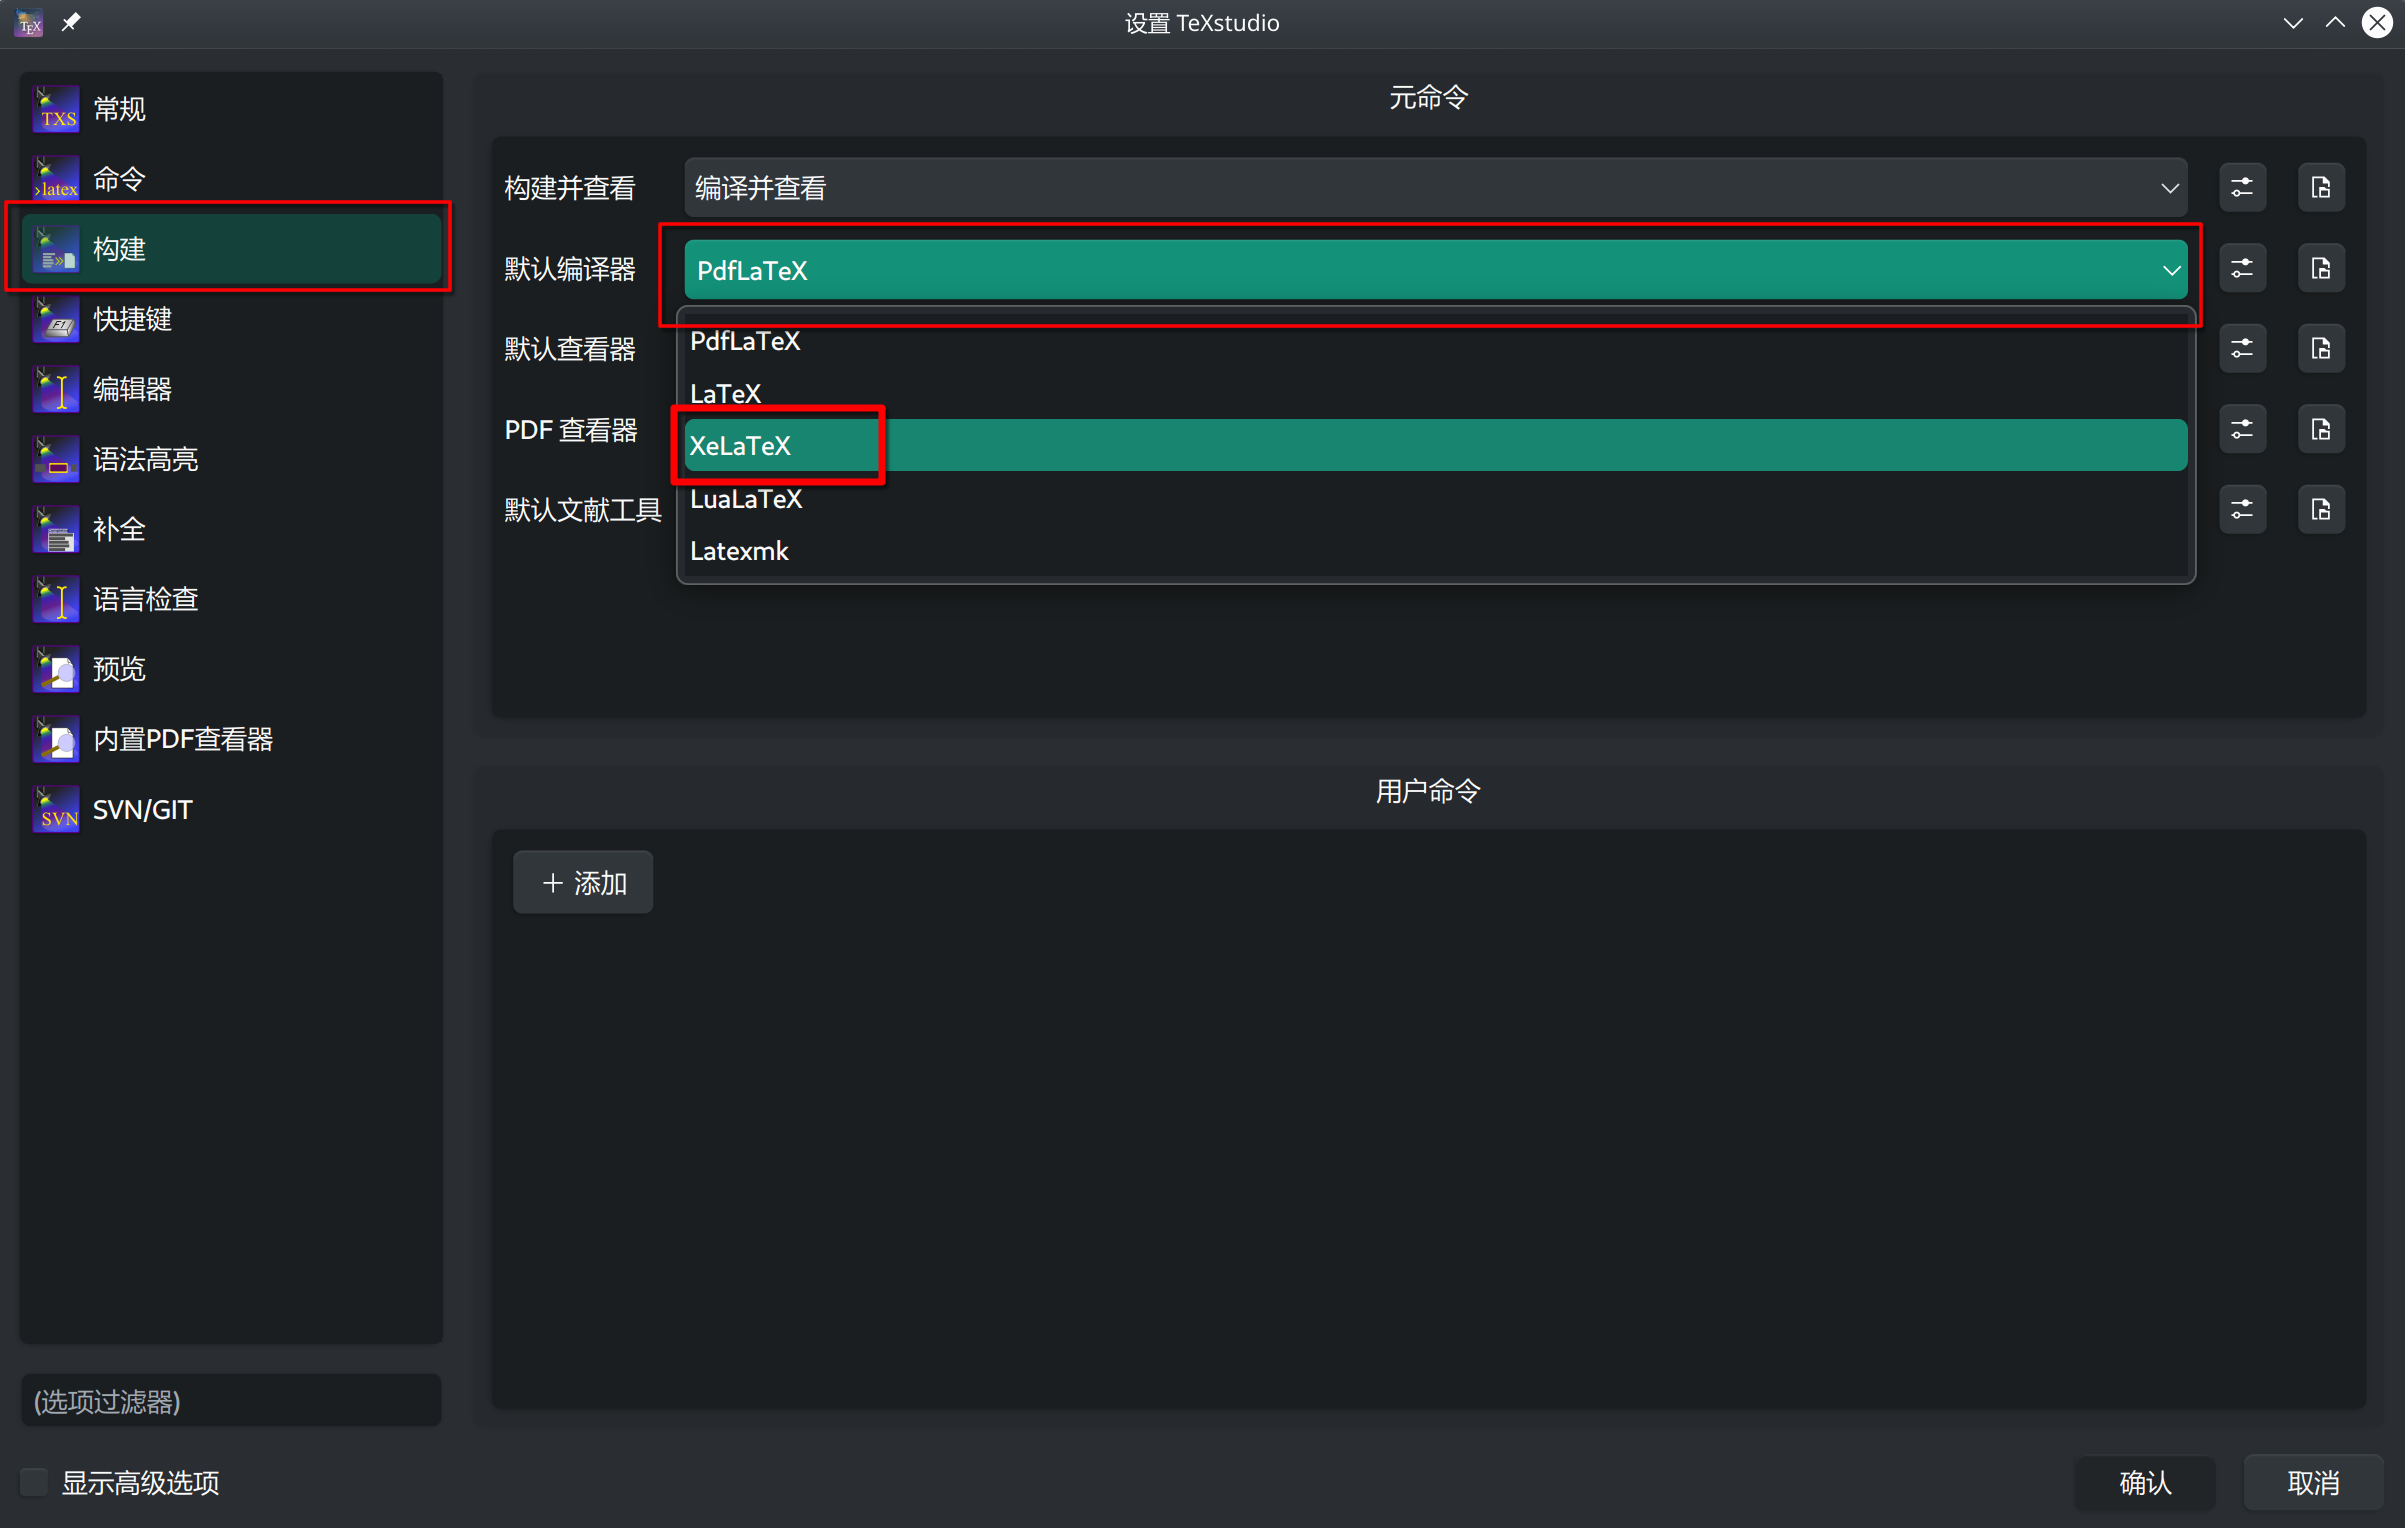 设置 TeXstudio
TXS 常规
›latex 命令
构建
F1 快捷键
编辑器
语法高亮
补全
语言检查
预览
内置PDF查看器
SVN SVN/GIT
(选项过滤器)
显示高级选项
元命令
构建并查看 编译并查看
默认编译器 PdfLaTeX
默认查看器
PDF 查看器
默认文献工具
PdfLaTeX
LaTeX
XeLaTeX
LuaLaTeX
Latexmk
用户命令
添加
确认 取消